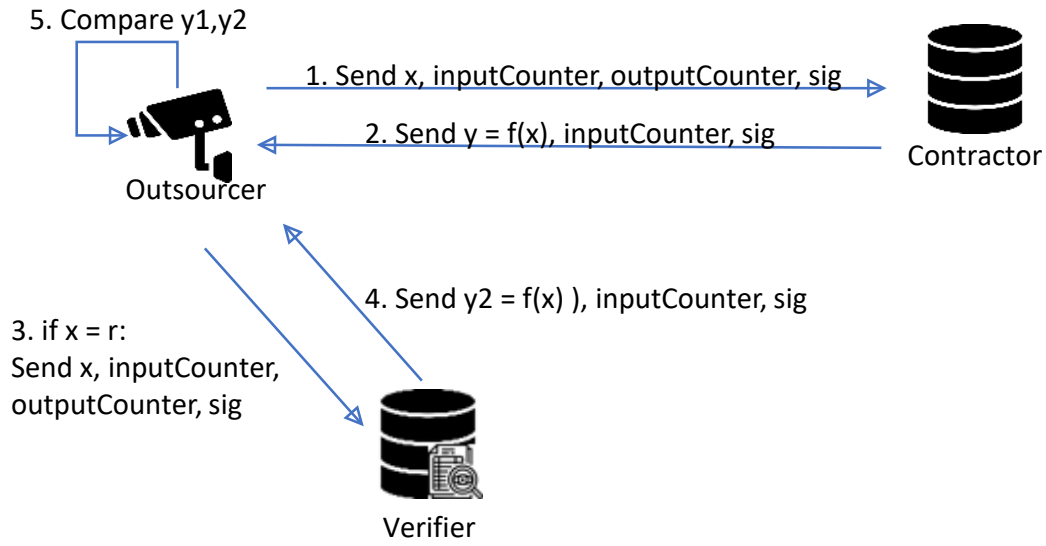 5. Compare y1,y2
1. Send x, inputCounter, outputCounter, sig
2. Send y = f(x), inputCounter, sig
Contractor
Outsourcer
4. Send y2 = f(x) ), inputCounter, sig
3. if x = r:
Send x, inputCounter,
outputCounter, sig
Verifier